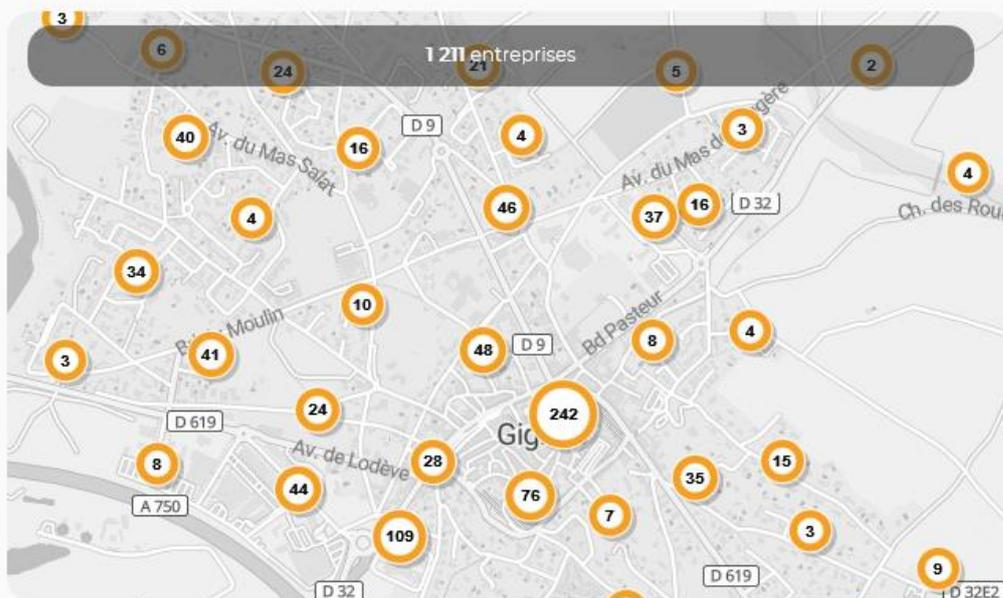 3
1 211 entreprises
6
24
21
5
2
40
Av. du Mas Salat
16
D 9
4
3
Av. du Mas de
gère
4
46
37
16
D 32
Ch. des Rou
4
34
10
Bd
Moulin
41
3
48
D 9
Bd Pasteur
8
4
24
242
Gig
D 619
Av. de Lodève
28
8
44
76
35
15
A 750
109
7
3
D 32
D 619
9
D 32E2